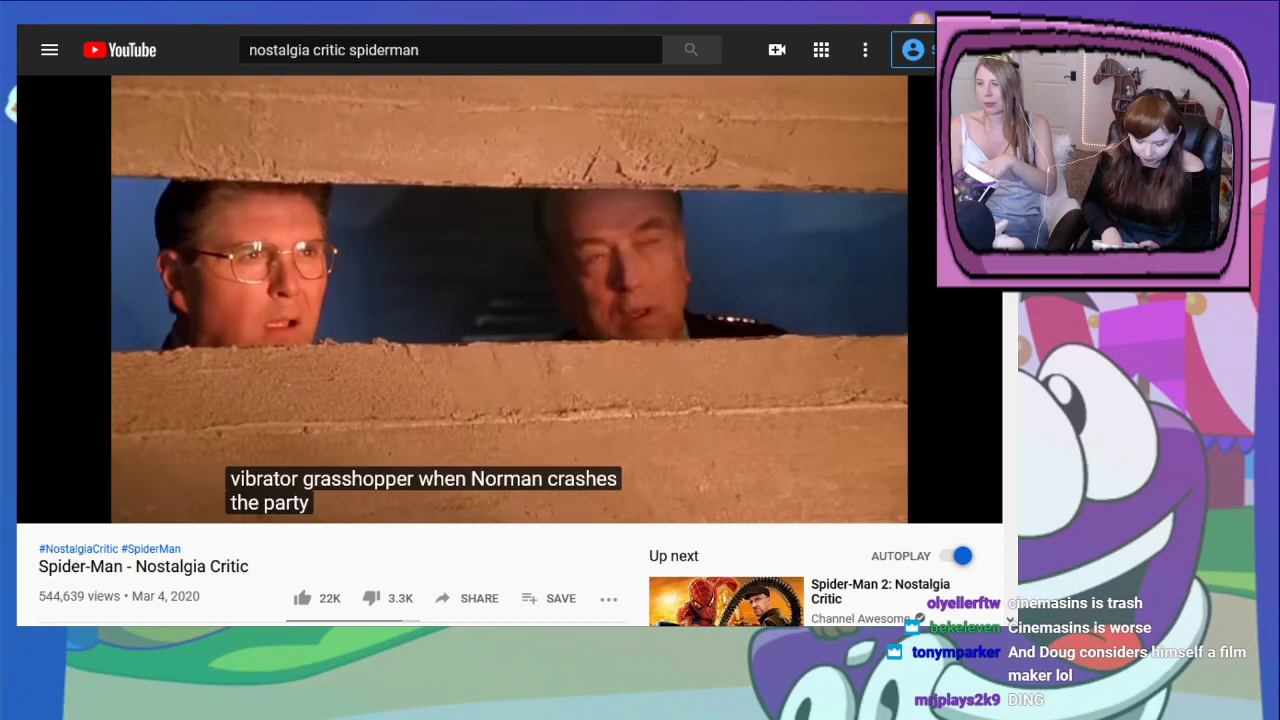 YouTube
nostalgia critic spiderman
vibrator grasshopper when Norman crashes
the party
#NostalgiaCritic #SpiderMan
Spider-Man - Nostalgia Critic
544,639 views • Mar 4, 2020
22K
3.3K
SHARE
SAVE
Up next
AUTOPLAY
Spider-Man 2: Nostalgia
Critic
Channel Awesome
olyellerftw cinemasins is trash
bekeleven Cinemasins is worse
tonymparker And Doug considers himself a film
maker lol
mrjplays2k9 DING